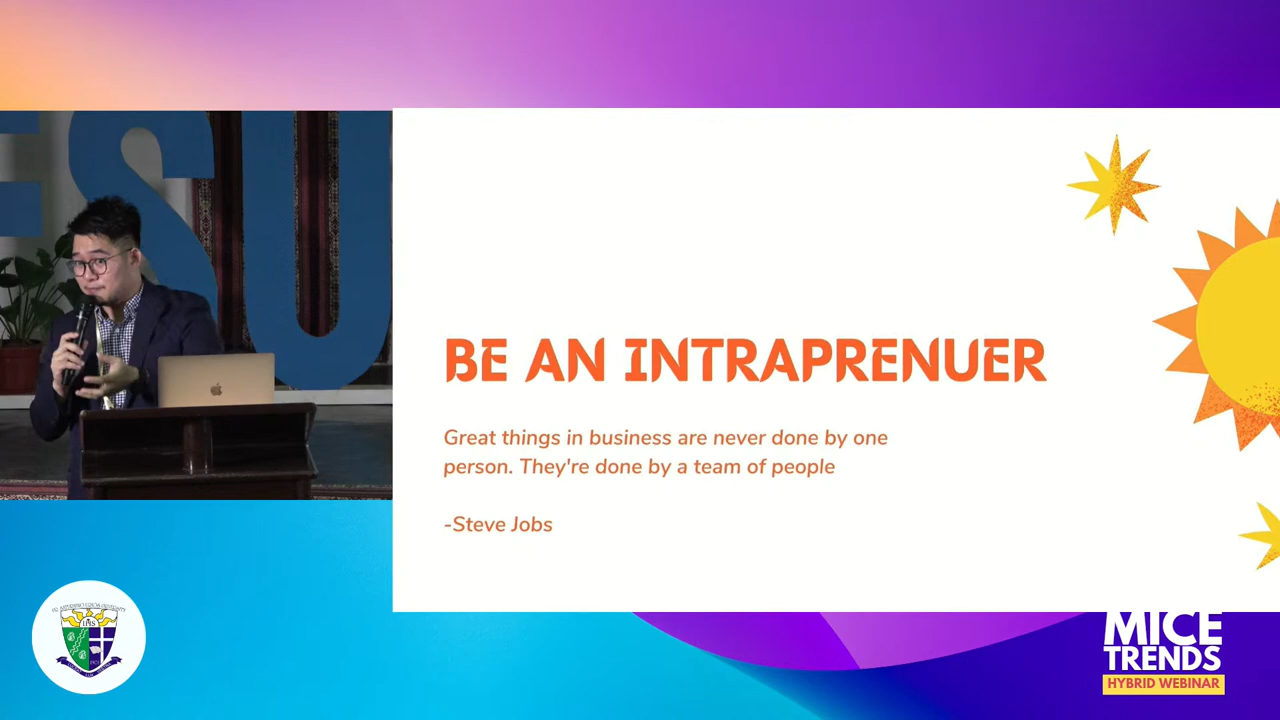 BE AN INTRAPRENUER
Great things in business are never done by one
person. They're done by a team of people
-Steve Jobs
MICE
TRENDS
HYBRID WEBINAR